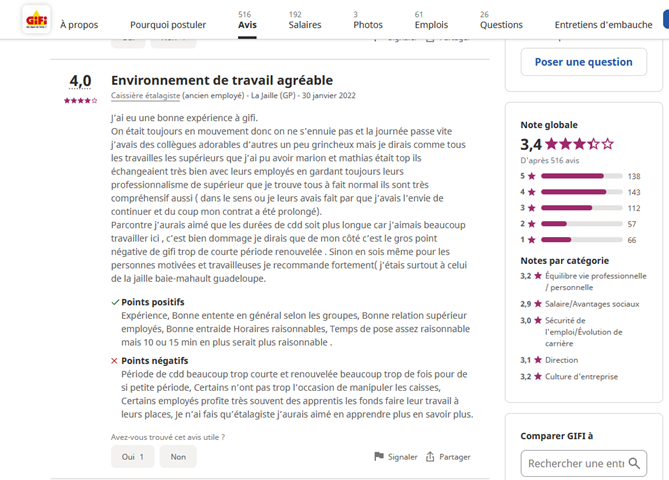 GiFi
À propos
Pourquoi postuler
516
Avis
192
Salaires
3
Photos
61
Emplois
26
Questions
Entretiens d'embauche
4,0
Environnement de travail agréable
Caissière étalagiste (ancien employé) - La Jaille (GP) - 30 janvier 2022
J'ai eu une bonne expérience à gifi.
On était toujours en mouvement donc on ne s'ennuie pas et la journée passe vite
j'avais des collègues adorables d'autres un peu grincheux mais je dirais comme tous
les travailles les supérieurs que j'ai pu avoir marion et mathias était top ils
échangeaient très bien avec leurs employés en gardant toujours leurs
professionnalisme de supérieur que je trouve tous à fait normal ils sont très
compréhensif aussi ( dans le sens ou je leurs avais fait par que j'avais l'envie de
continuer et du coup mon contrat a été prolongé).
Parcontre j'aurais aimé que les durées de cdd soit plus longue car j'aimais beaucoup
travailler ici , c'est bien dommage je dirais que de mon côté c'est le gros point
négative de gifi trop de courte période renouvelée . Sinon en sois même pour les
personnes motivées et travailleuses je recommande fortement( j'étais surtout à celui
de la jaille baie-mahault guadeloupe.
Points positifs
Expérience, Bonne entente en général selon les groupes, Bonne relation supérieur
employés, Bonne entraide Horaires raisonnables, Temps de pose assez raisonnable
mais 10 ou 15 min en plus serait plus raisonnable .
Points négatifs
Période de cdd beaucoup trop courte et renouvelée beaucoup trop de fois pour de
si petite période, Certains n'ont pas trop l'occasion de manipuler les caisses,
Certains employés profite très souvent des apprentis les fonds faire leur travail à
leurs places, Je n'ai fais qu'étalagiste j'aurais aimé en apprendre plus en savoir plus.
Avez-vous trouvé cet avis utile ?
Oui 1
Non
Signaler
Partager
Poser une question
Note globale
3,4
D'après 516 avis
5 138
4 143
3 112
2 57
1 66
Notes par catégorie
3,2 Équilibre vie professionnelle
/ personnelle
2,9 Salaire/Avantages sociaux
3,0 Sécurité de
l'emploi/Évolution de
carrière
3,1 Direction
3,2 Culture d'entreprise
Comparer GIFI à
Rechercher une entr